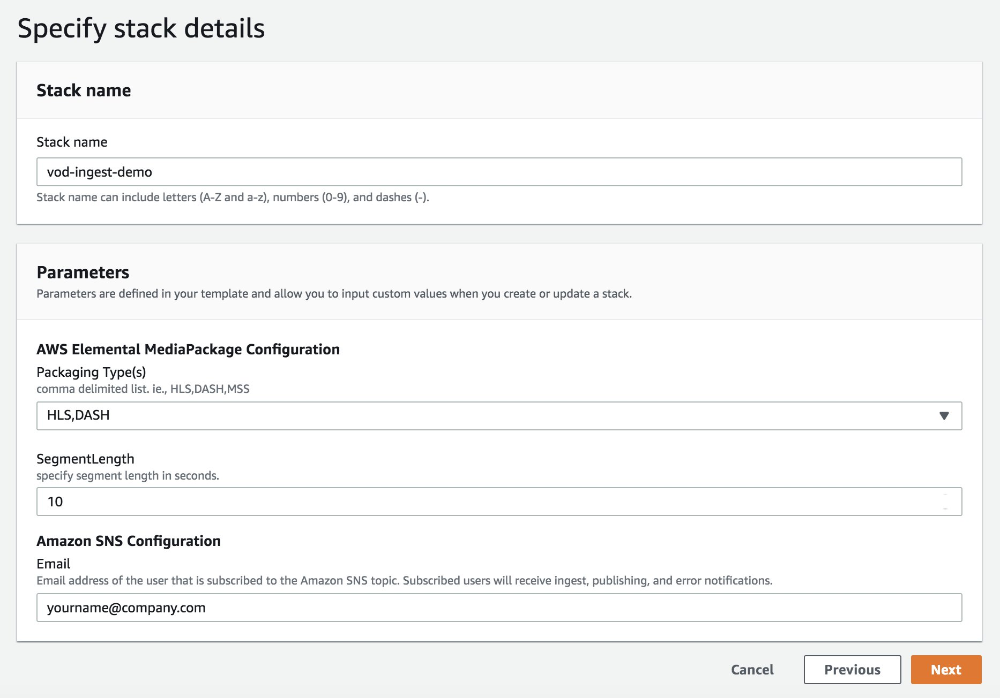 Specify stack details
Stack name
Stack name
vod-ingest-demo
Stack name can include letters (A-Z and a-z), numbers (0-9), and dashes (-).
Parameters
Parameters are defined in your template and allow you to input custom values when you create or update a stack.
AWS Elemental MediaPackage Configuration
Packaging Type(s)
comma delimited list. ie., HLS,DASH,MSS
HLS,DASH
SegmentLength
specify segment length in seconds.
10
Amazon SNS Configuration
Email
Email address of the user that is subscribed to the Amazon SNS topic. Subscribed users will receive ingest, publishing, and error notifications.
yourname@company.com
Cancel
Previous
Next